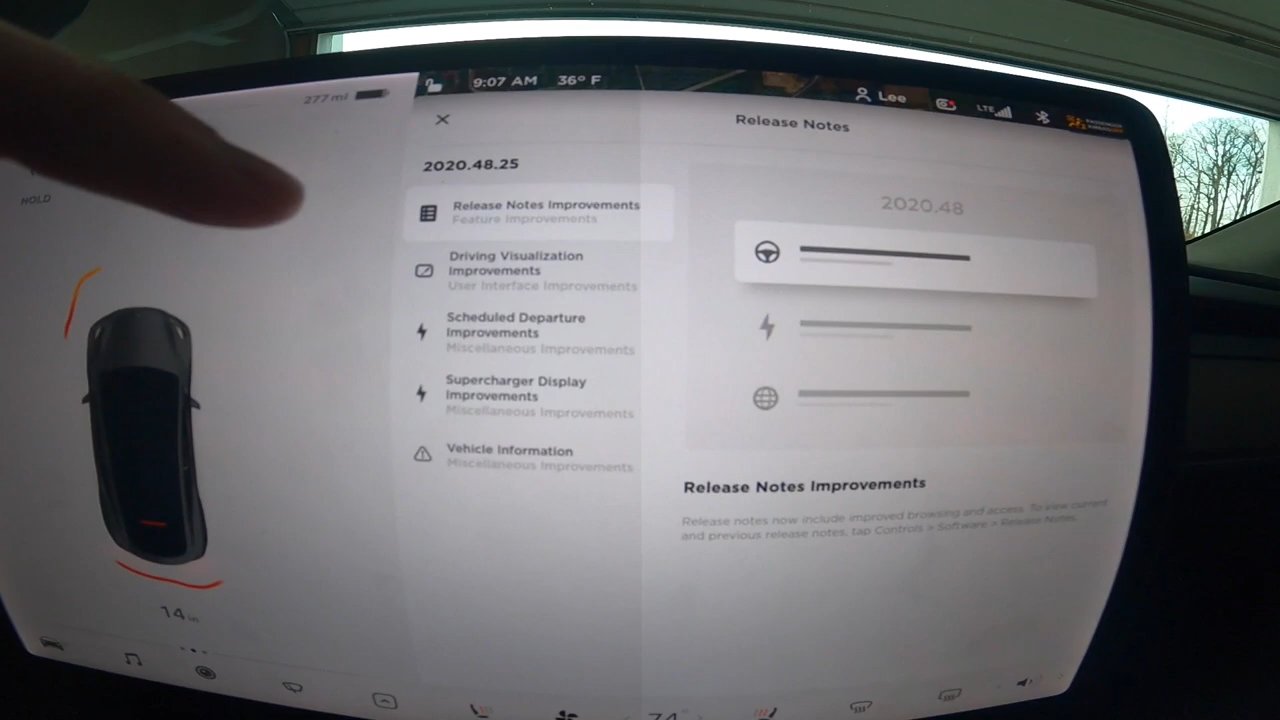 277 mi
9:07 AM 36° F
Lee
LTE
HOLD
Release Notes
2020.48.25
Release Notes Improvements
Feature Improvements
Driving Visualization
Improvements
User Interface Improvements
Scheduled Departure
Improvements
Miscellaneous Improvements
Supercharger Display
Improvements
Miscellaneous Improvements
Vehicle Information
Miscellaneous Improvements
2020.48
Release Notes Improvements
Release notes now include improved browsing and access. To view current
and previous release notes, tap Controls > Software > Release Notes.
14 in
74